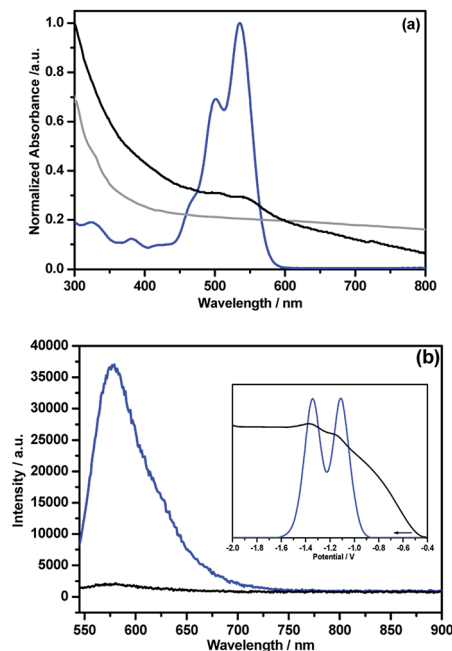 (a)
1.0
0.8
0.6
0.4
0.2
0.0
Normalized Absorbance /a.u.
300 400 500 600 700 800
Wavelength / nm
(b)
40000
35000
30000
25000
20000
15000
10000
5000
0
Intensity / a.u.
-2.0 -1.8 -1.6 -1.4 -1.2 -1.0 -0.8 -0.6 -0.4
Potential / V
550 600 650 700 750 800 850 900
Wavelength / nm